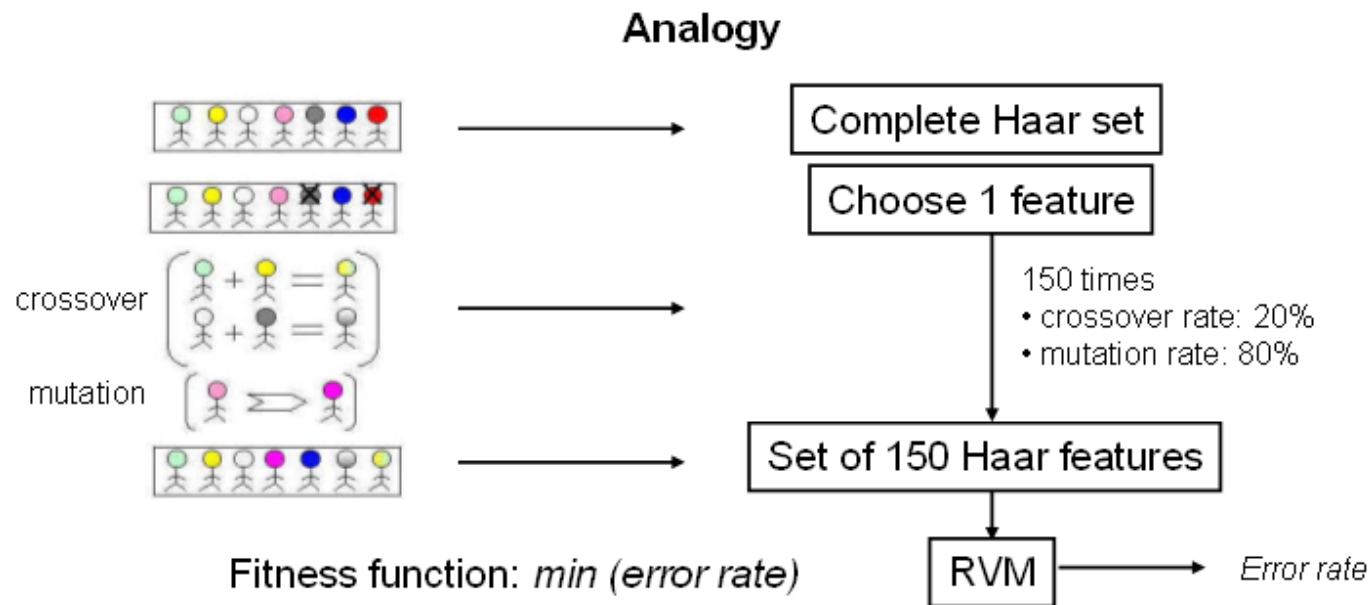 Analogy
Complete Haar set
Choose 1 feature
crossover
150 times
• crossover rate: 20%
• mutation rate: 80%
mutation
Set of 150 Haar features
Fitness function: min (error rate)
RVM
Error rate